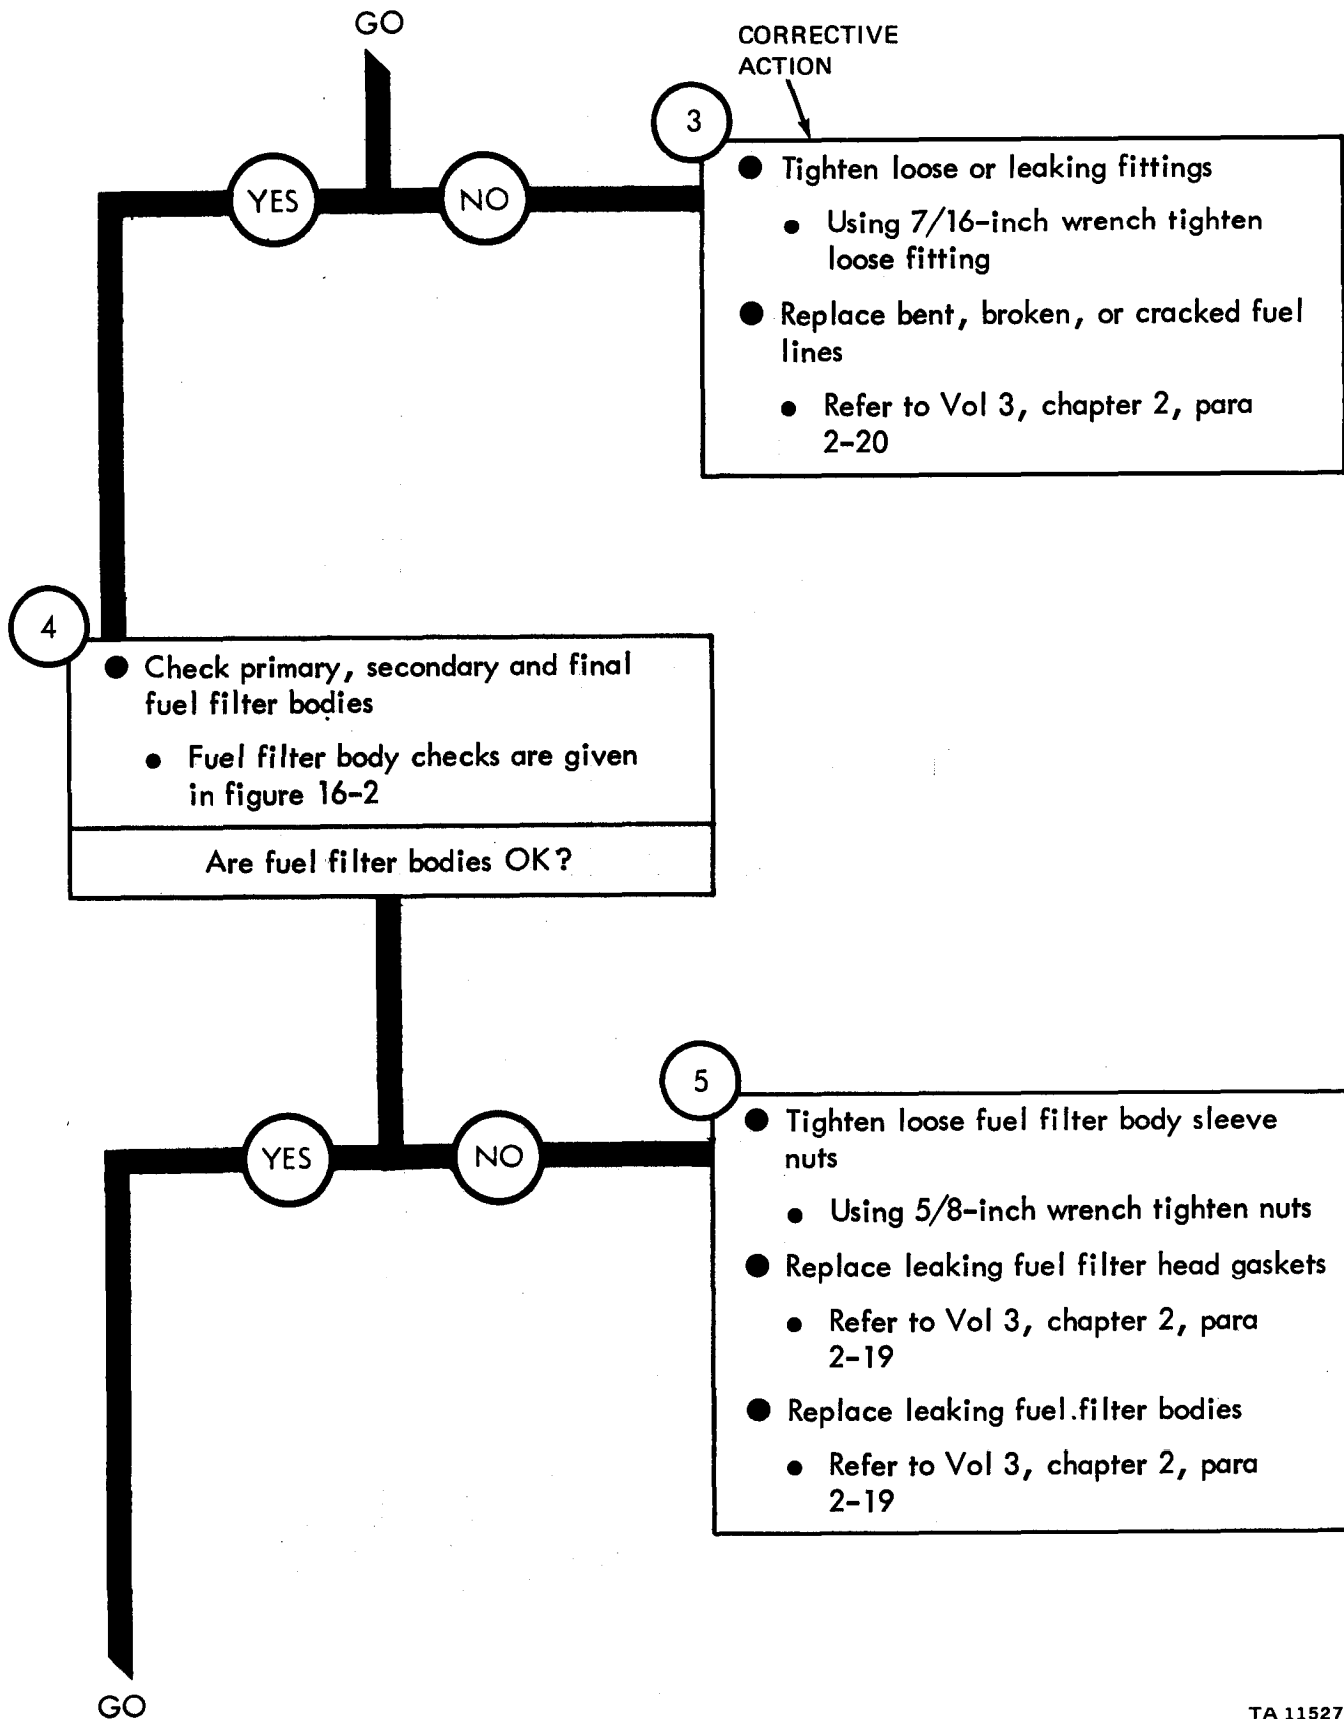 GO
CORRECTIVE
ACTION
3
YES
NO
● Tighten loose or leaking fittings
● Using 7/16-inch wrench tighten
loose fitting
● Replace bent, broken, or cracked fuel
lines
● Refer to Vol 3, chapter 2, para
2-20
4
● Check primary, secondary and final
fuel filter bodies
● Fuel filter body checks are given
in figure 16-2
Are fuel filter bodies OK?
YES
NO
5
● Tighten loose fuel filter body sleeve
nuts
● Using 5/8-inch wrench tighten nuts
● Replace leaking fuel filter head gaskets
● Refer to Vol 3, chapter 2, para
2-19
● Replace leaking fuel filter bodies
● Refer to Vol 3, chapter 2, para
2-19
GO
TA 11527